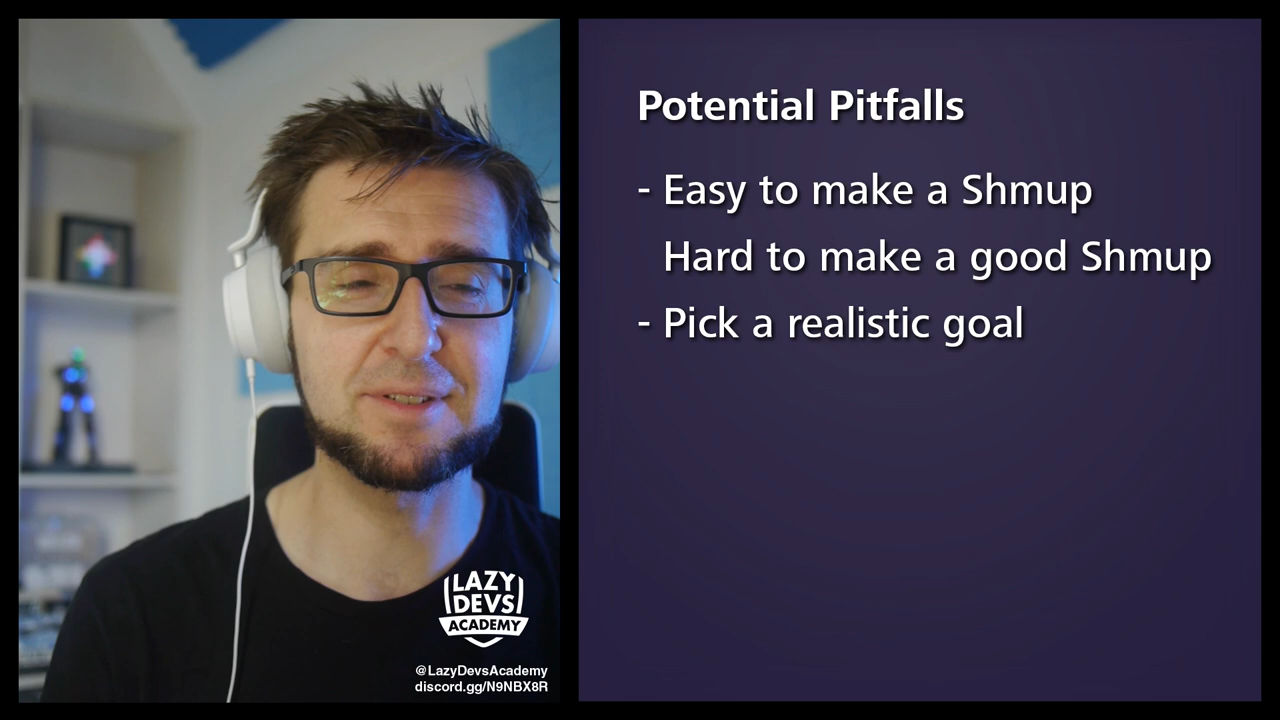 Potential Pitfalls
- Easy to make a Shmup
Hard to make a good Shmup
- Pick a realistic goal
LAZY
DEVS
ACADEMY
@LazyDevsAcademy
discord.gg/N9NBX8R